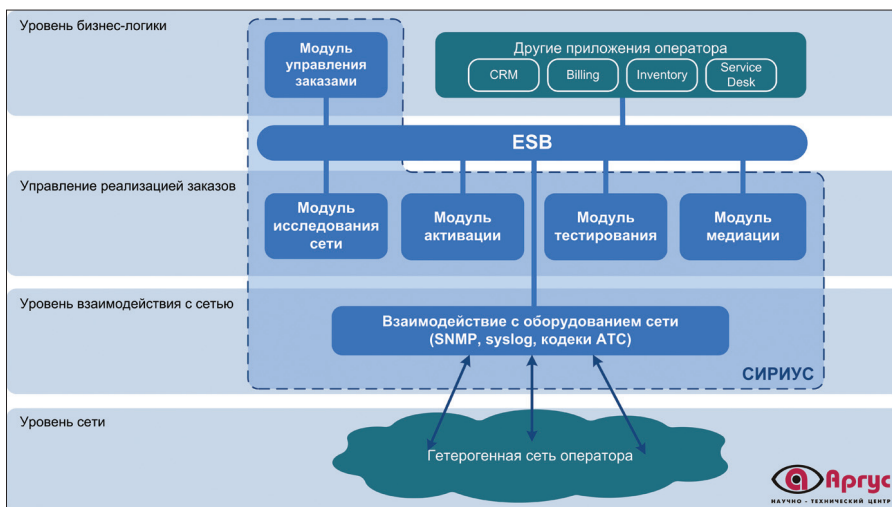 Уровень бизнес-логики
Модуль
управления
заказами
Другие приложения оператора
CRM
Billing
Inventory
Service
Desk
ESB
Управление реализацией заказов
Модуль
исследования
сети
Модуль
активации
Модуль
тестирования
Модуль
медиации
Уровень взаимодействия с сетью
Взаимодействие с оборудованием сети
(SNMP, syslog, кодеки АТС)
СИРИУС
Уровень сети
Гетерогенная сеть оператора
Аргус
НАУЧНО - ТЕХНИЧЕСКИЙ ЦЕНТР